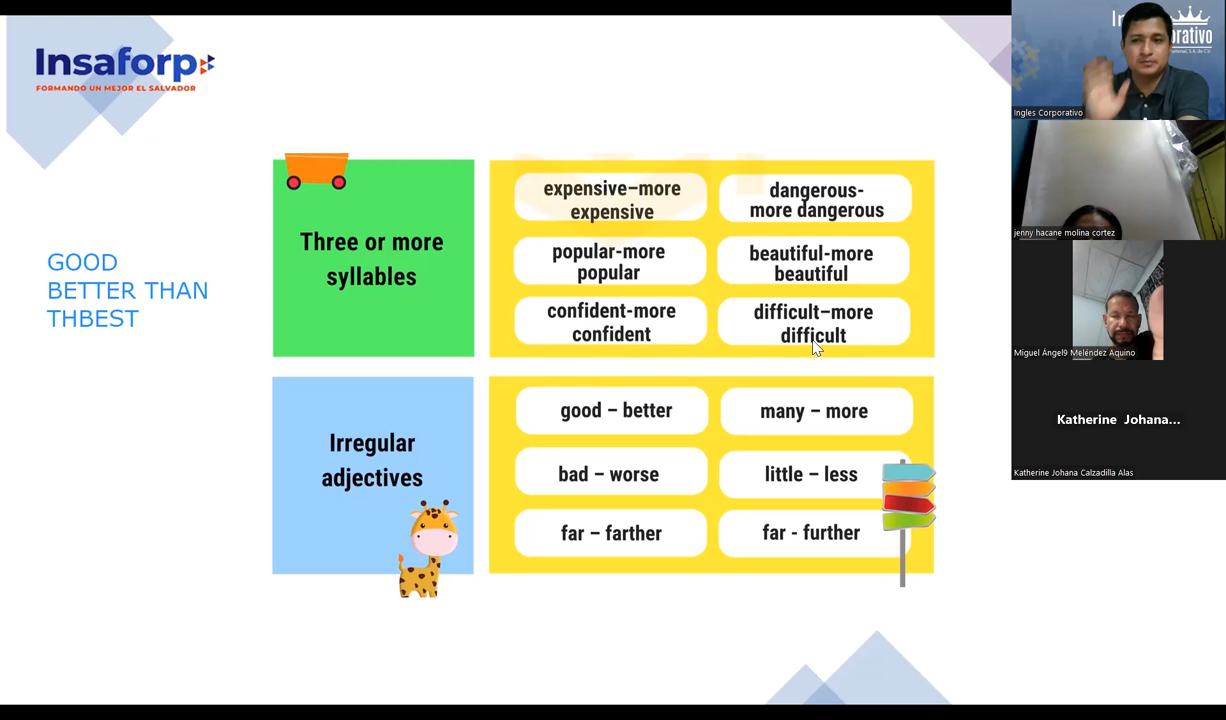 Insaforp
FORMANDO UN MEJOR EL SALVADOR
GOOD
BETTER THAN
THBEST
Three or more
syllables
expensive–more
expensive
dangerous-
more dangerous
popular-more
popular
beautiful-more
beautiful
confident-more
confident
difficult–more
difficult
Irregular
adjectives
good – better
many – more
bad – worse
little – less
far – farther
far - further
Ingles Corporativo
jenny hacane molina cortez
Miguel Ángel9 Meléndez Aquino
Katherine Johana...
Katherine Johana Calzadilla Alas